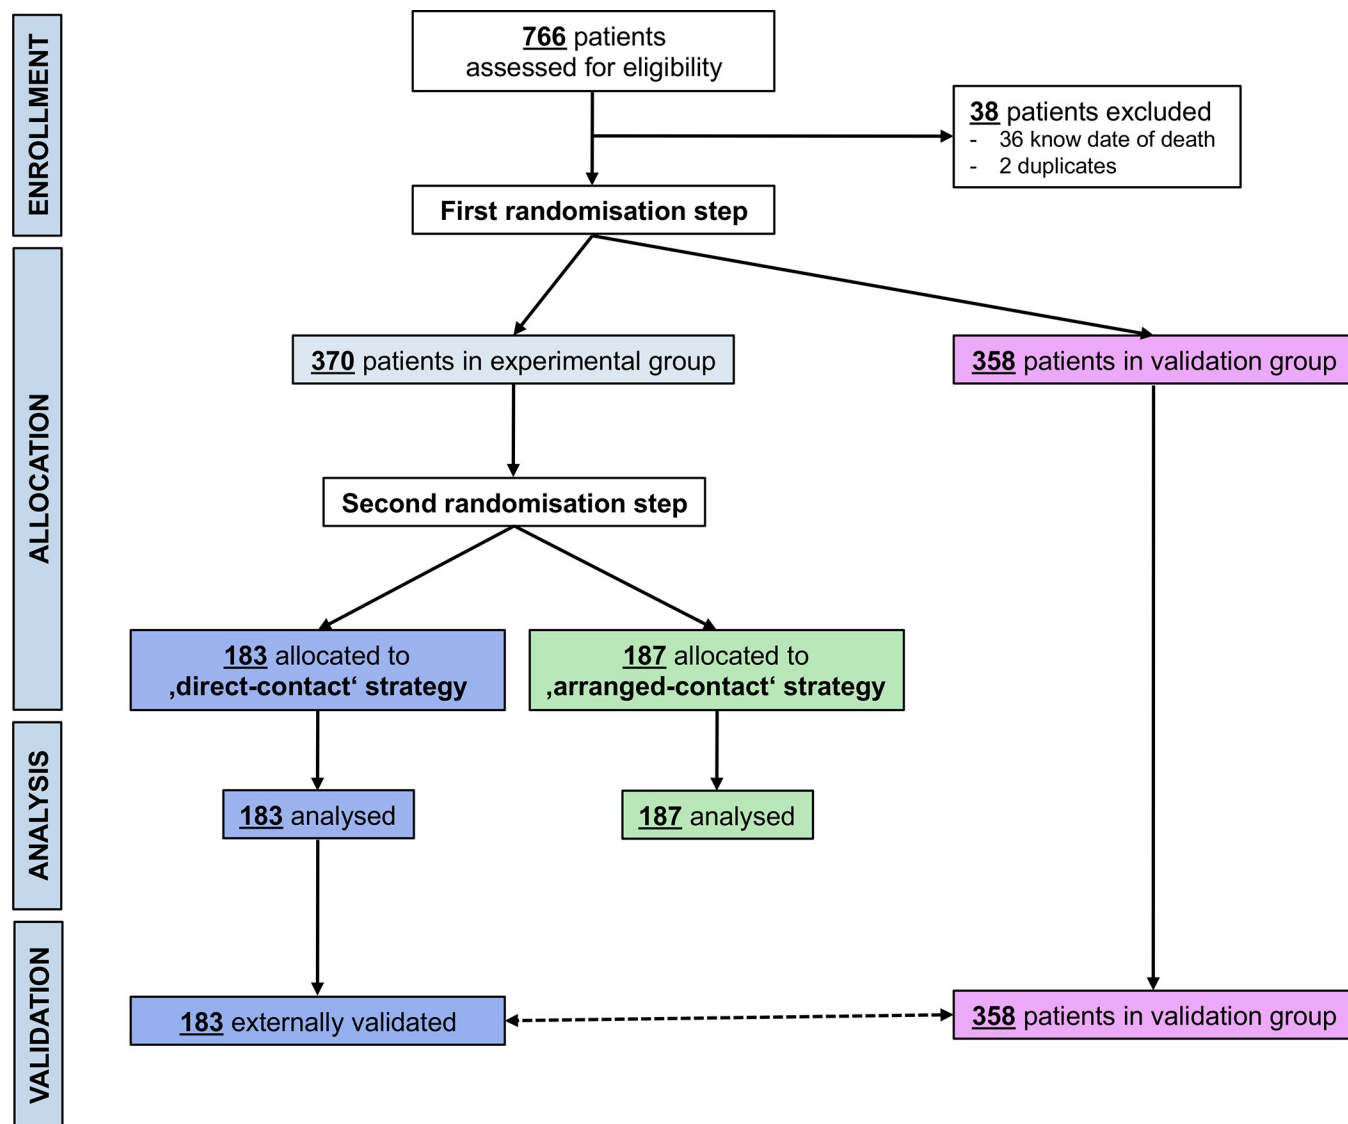 ENROLLMENT
766 patients
assessed for eligibility
38 patients excluded
- 36 know date of death
- 2 duplicates
First randomisation step
ALLOCATION
370 patients in experimental group
358 patients in validation group
Second randomisation step
183 allocated to
‚direct-contact‘ strategy
187 allocated to
‚arranged-contact‘ strategy
ANALYSIS
183 analysed
187 analysed
VALIDATION
183 externally validated
358 patients in validation group